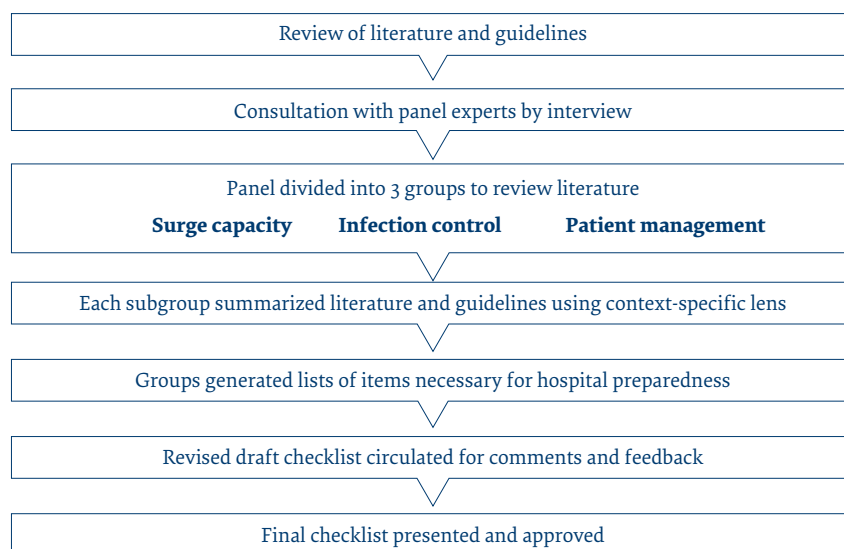 Review of literature and guidelines
Consultation with panel experts by interview
Panel divided into 3 groups to review literature
Surge capacity Infection control Patient management
Each subgroup summarized literature and guidelines using context-specific lens
Groups generated lists of items necessary for hospital preparedness
Revised draft checklist circulated for comments and feedback
Final checklist presented and approved